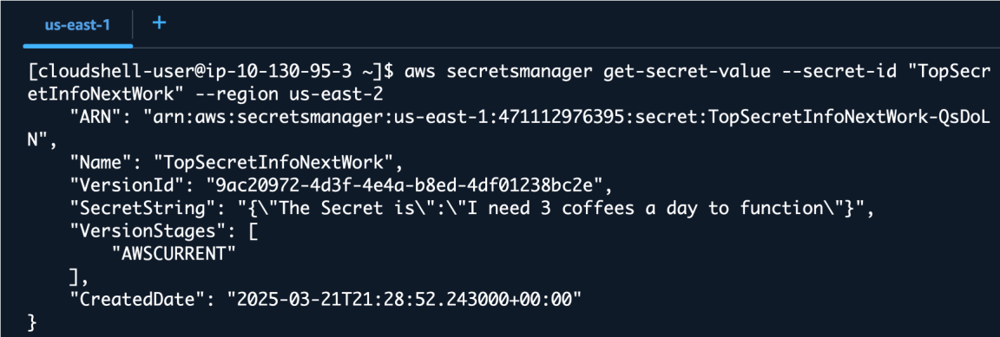 us-east-1 +
[cloudshell-user@ip-10-130-95-3 ~]$ aws secretsmanager get-secret-value --secret-id "TopSecr
etInfoNextWork" --region us-east-2
    "ARN": "arn:aws:secretsmanager:us-east-1:471112976395:secret:TopSecretInfoNextWork-QsDoL
N",
    "Name": "TopSecretInfoNextWork",
    "VersionId": "9ac20972-4d3f-4e4a-b8ed-4df01238bc2e",
    "SecretString": "{\"The Secret is\":\"I need 3 coffees a day to function\"}",
    "VersionStages": [
        "AWSCURRENT"
    ],
    "CreatedDate": "2025-03-21T21:28:52.243000+00:00"
}